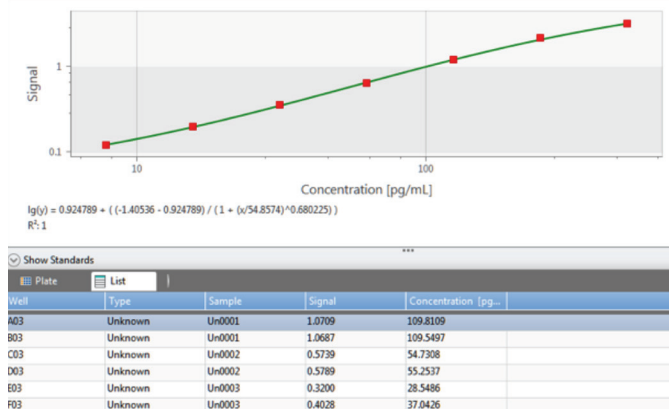 Signal
1
0.1
10 100
Concentration [pg/mL]
lg(y) = 0.924789 + ( (-1.40536 - 0.924789) / ( 1 + (x/54.8574)^0.680225) )
R²: 1
Show Standards
Plate List
Well Type Sample Signal Concentration [pg...
A03 Unknown Un0001 1.0709 109.8109
B03 Unknown Un0001 1.0687 109.5497
C03 Unknown Un0002 0.5739 54.7308
D03 Unknown Un0002 0.5789 55.2537
E03 Unknown Un0003 0.3200 28.5486
F03 Unknown Un0003 0.4028 37.0426